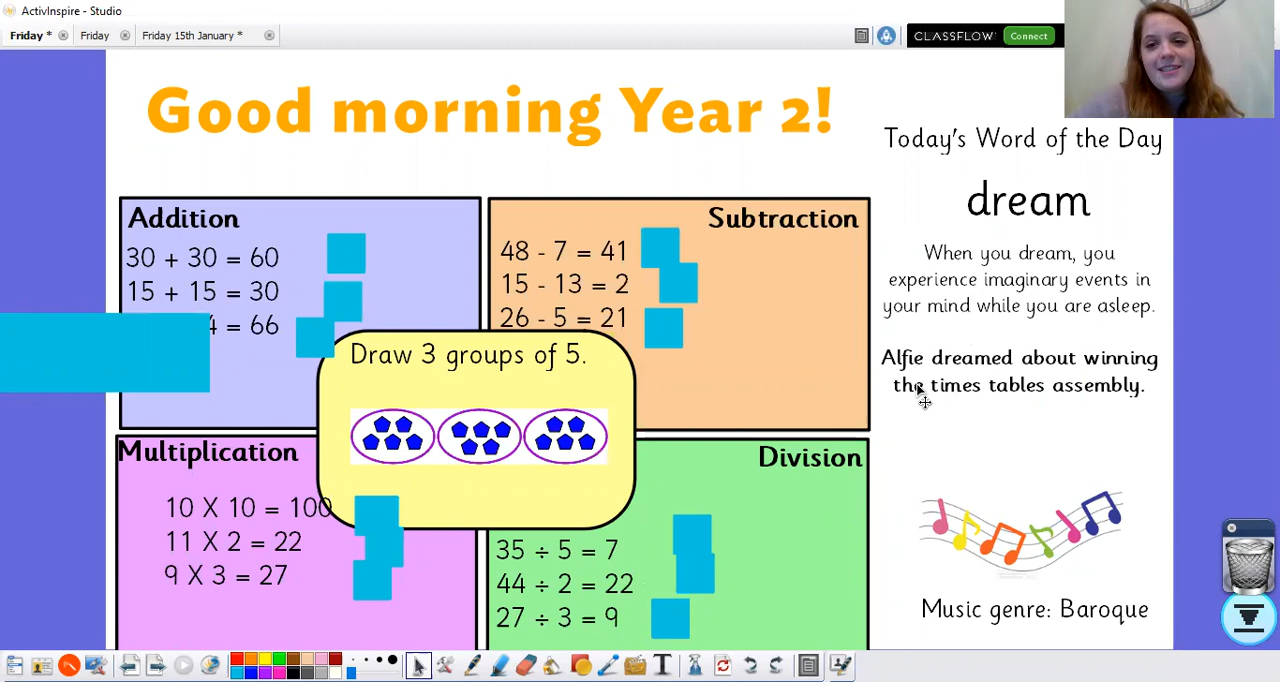 ActivInspire - Studio
Friday *
Friday
Friday 15th January *
CLASSFLOW
Connect
Good morning Year 2!
Addition
30 + 30 = 60
15 + 15 = 30
4 = 66
Subtraction
48 - 7 = 41
15 - 13 = 2
26 - 5 = 21
Draw 3 groups of 5.
Multiplication
10 X 10 = 100
11 X 2 = 22
9 X 3 = 27
Division
35 ÷ 5 = 7
44 ÷ 2 = 22
27 ÷ 3 = 9
Today's Word of the Day
dream
When you dream, you
experience imaginary events in
your mind while you are asleep.
Alfie dreamed about winning
the times tables assembly.
Music genre: Baroque